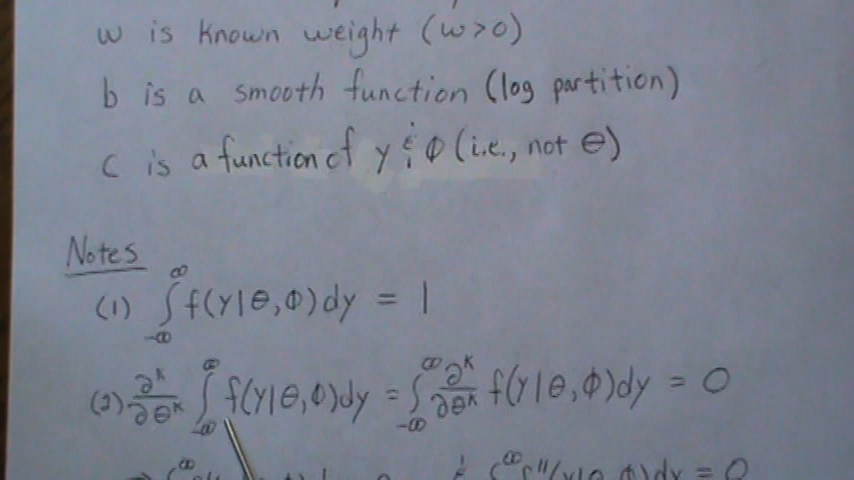 w is known weight (w>0)
b is a smooth function (log partition)
c is a function of y & Φ (i.e., not θ)
Notes
(1) ∫_{-∞}^{∞} f(y|θ,Φ)dy = 1
(2) ∂^K/∂θ^K ∫_{-∞}^{∞} f(y|θ,Φ)dy = ∫_{-∞}^{∞} ∂^K/∂θ^K f(y|θ,Φ)dy = 0